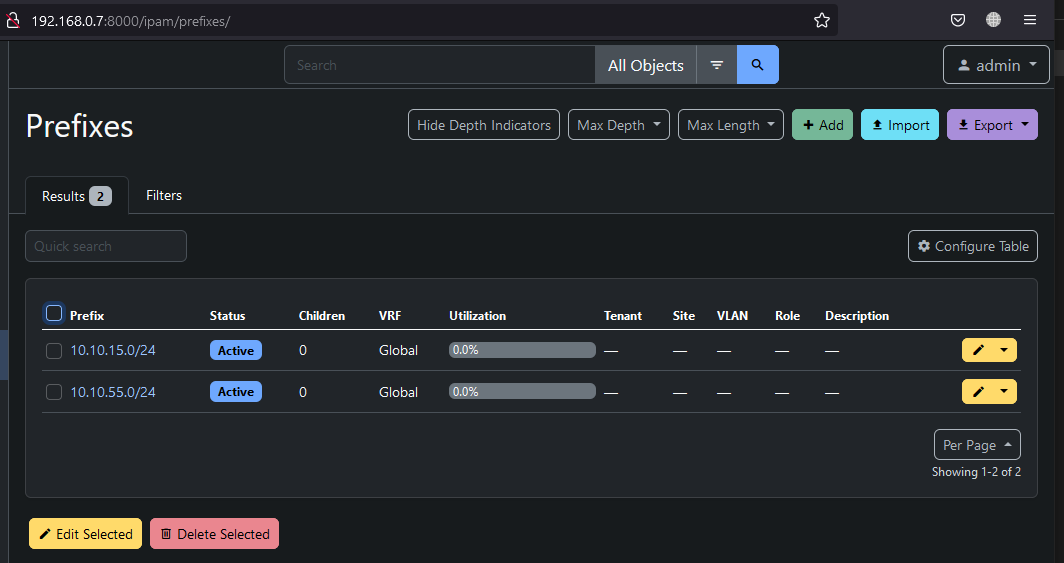 192.168.0.7:8000/ipam/prefixes/
Search All Objects admin
Prefixes Hide Depth Indicators Max Depth Max Length + Add Import Export
Results 2 Filters
Quick search Configure Table
Prefix Status Children VRF Utilization Tenant Site VLAN Role Description
10.10.15.0/24 Active 0 Global 0.0% — — — — —
10.10.55.0/24 Active 0 Global 0.0% — — — — —
Per Page
Showing 1-2 of 2
Edit Selected Delete Selected